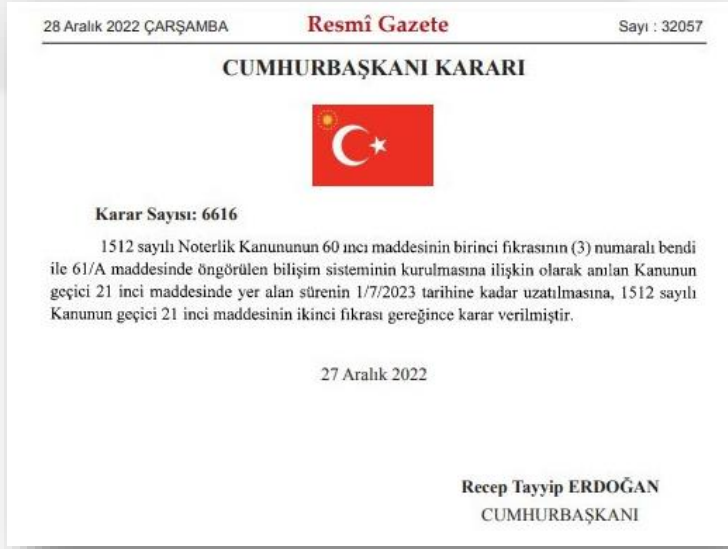 28 Aralık 2022 ÇARŞAMBA Resmî Gazete Sayı : 32057
CUMHURBAŞKANI KARARI
Karar Sayısı: 6616
1512 sayılı Noterlik Kanununun 60 ıncı maddesinin birinci fıkrasının (3) numaralı bendi
ile 61/A maddesinde öngörülen bilişim sisteminin kurulmasına ilişkin olarak anılan Kanunun
geçici 21 inci maddesinde yer alan sürenin 1/7/2023 tarihine kadar uzatılmasına, 1512 sayılı
Kanunun geçici 21 inci maddesinin ikinci fıkrası gereğince karar verilmiştir.
27 Aralık 2022
Recep Tayyip ERDOĞAN
CUMHURBAŞKANI